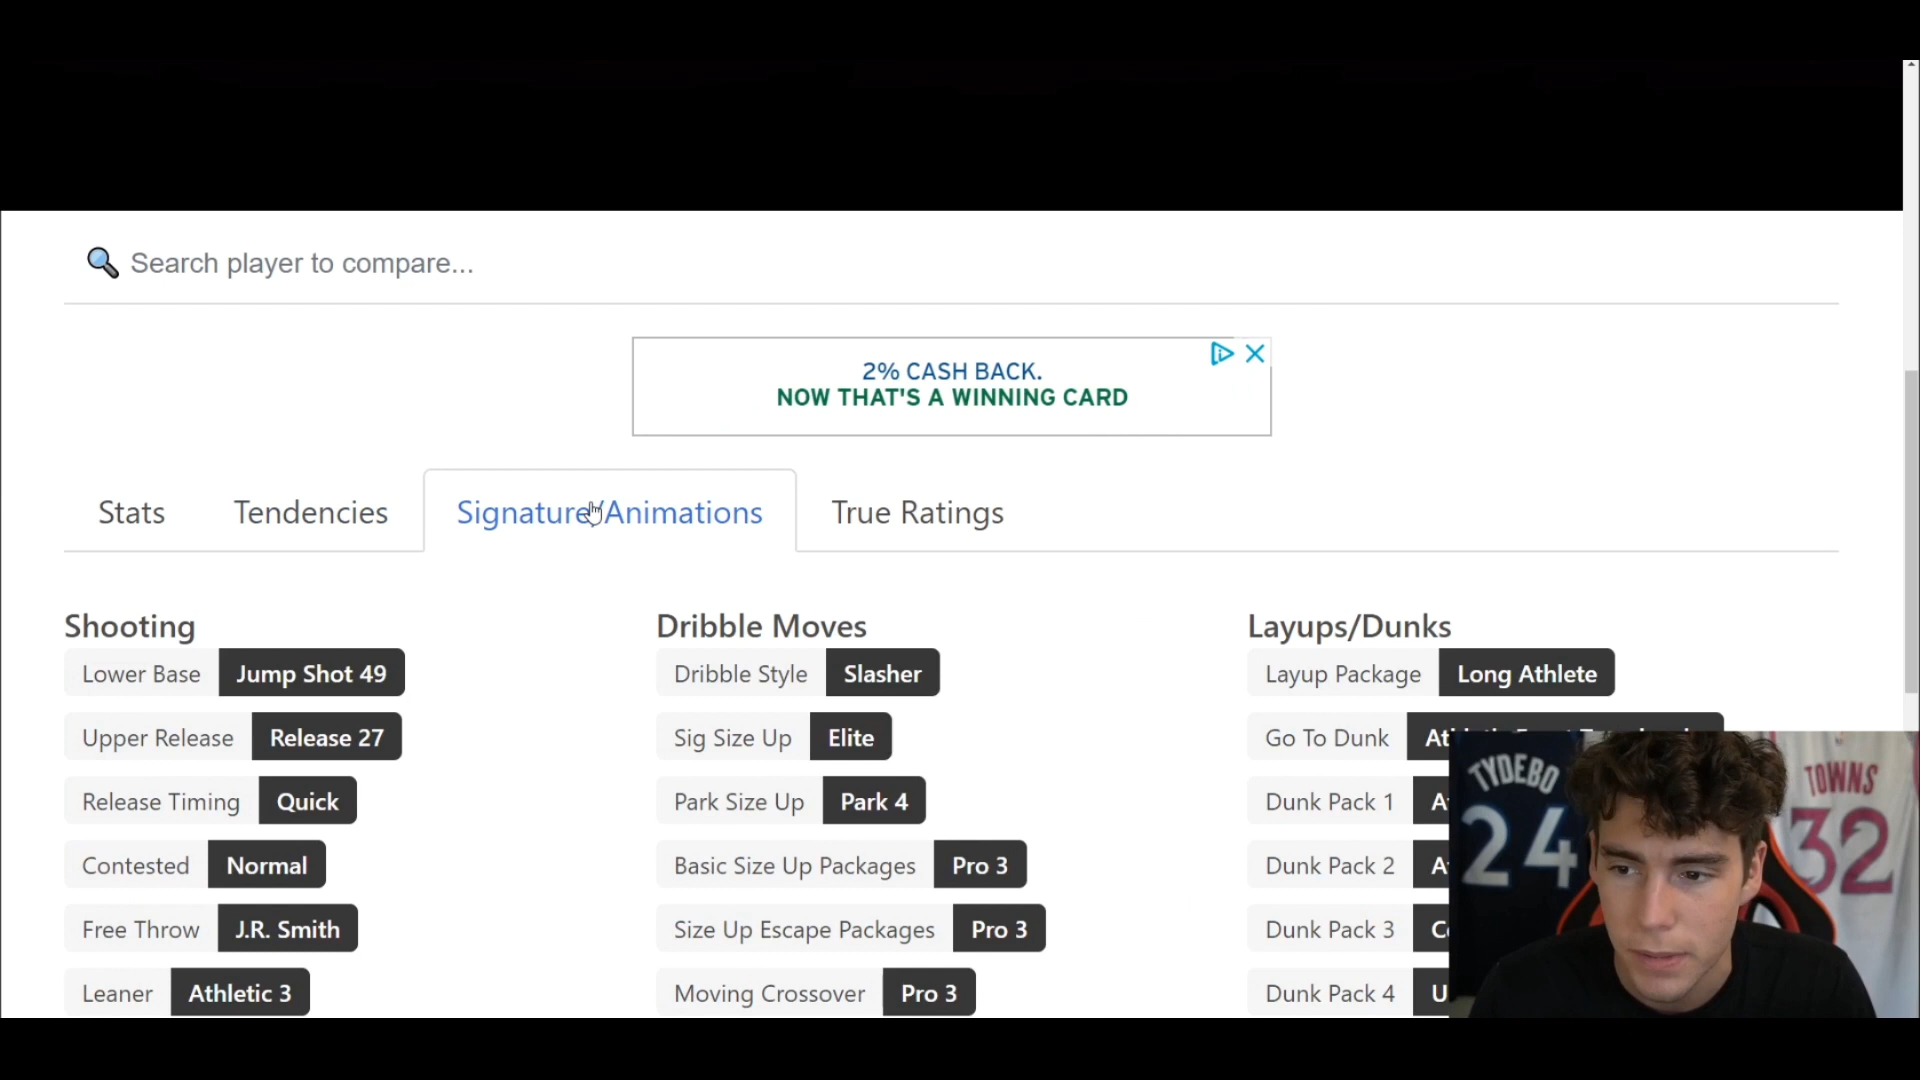 Search player to compare...
2% CASH BACK.
NOW THAT'S A WINNING CARD
Stats
Tendencies
Signature/Animations
True Ratings
Shooting
Lower Base Jump Shot 49
Upper Release Release 27
Release Timing Quick
Contested Normal
Free Throw J.R. Smith
Leaner Athletic 3
Dribble Moves
Dribble Style Slasher
Sig Size Up Elite
Park Size Up Park 4
Basic Size Up Packages Pro 3
Size Up Escape Packages Pro 3
Moving Crossover Pro 3
Layups/Dunks
Layup Package Long Athlete
Go To Dunk
Dunk Pack 1
Dunk Pack 2
Dunk Pack 3
Dunk Pack 4
TYDEBO
24
TOWNS
32